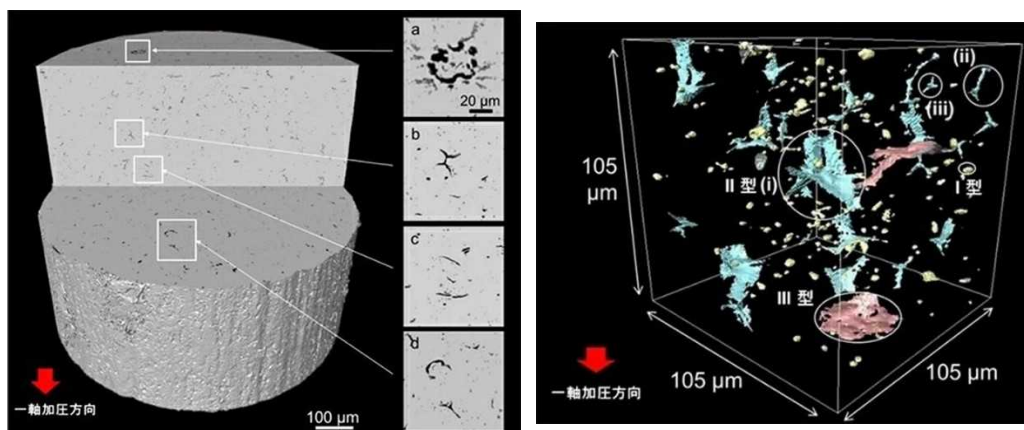 a
20 μm
b
c
d
一軸加圧方向
100 μm
(ii)
(iii)
105
μm
II 型 (i)
I 型
III 型
105 μm
105 μm
一軸加圧方向